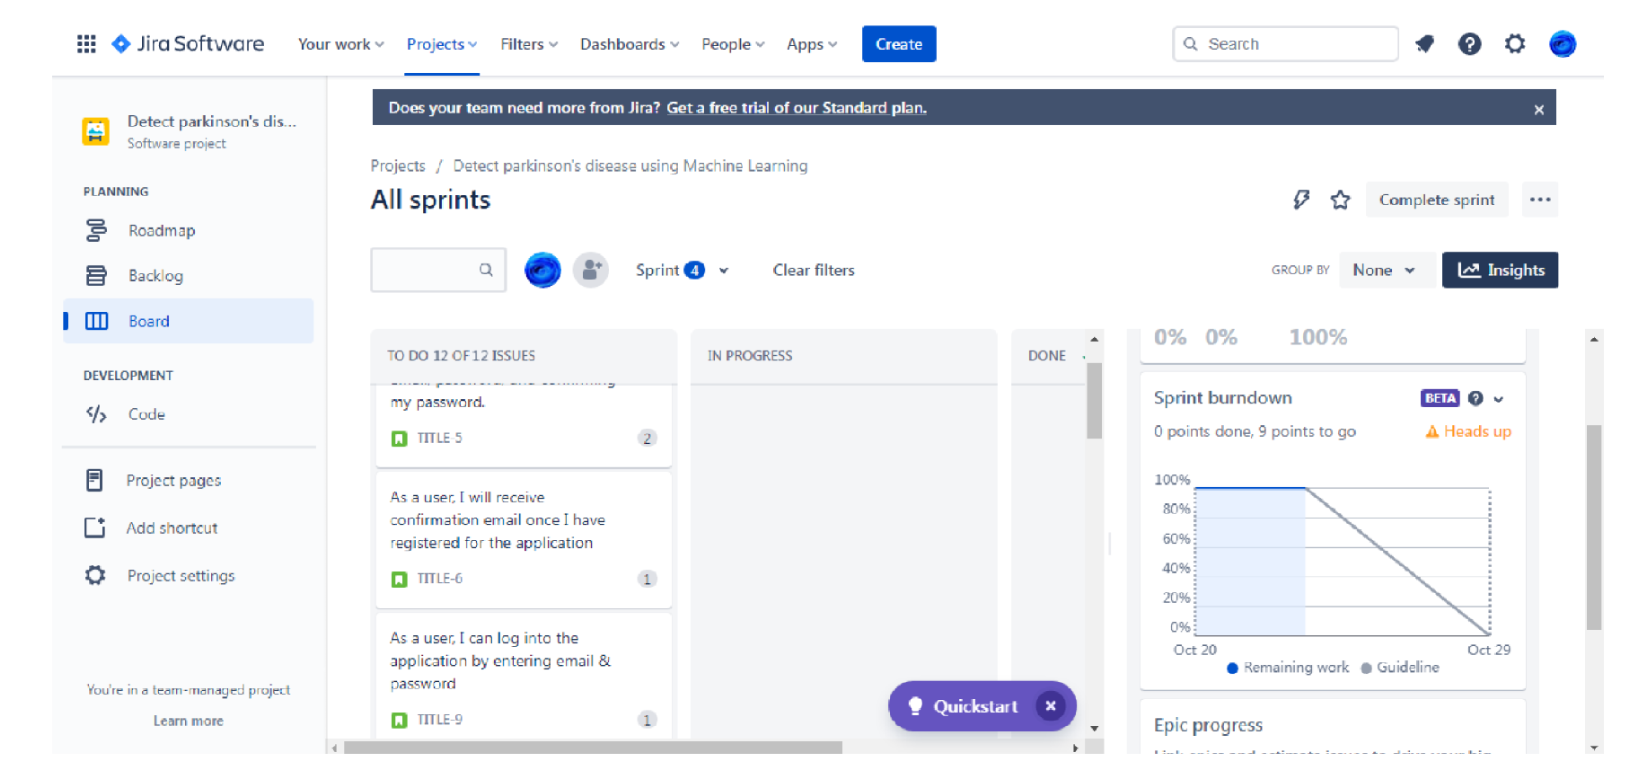 Jira Software Your work Projects Filters Dashboards People Apps Create Search
Does your team need more from Jira? Get a free trial of our Standard plan.
Detect parkinson's dis...
Software project
PLANNING
Roadmap
Backlog
Board
DEVELOPMENT
Code
Project pages
Add shortcut
Project settings
You're in a team-managed project
Learn more
Projects / Detect parkinson's disease using Machine Learning
All sprints
Complete sprint
Sprint 4 Clear filters
GROUP BY None Insights
TO DO 12 OF 12 ISSUES
my password.
TITLE-5 2
As a user, I will receive
confirmation email once I have
registered for the application
TITLE-6 1
As a user, I can log into the
application by entering email &
password
TITLE-9 1
IN PROGRESS
DONE
Quickstart
0% 0% 100%
Sprint burndown BETA
0 points done, 9 points to go Heads up
100%
80%
60%
40%
20%
0%
Oct 20 Oct 29
Remaining work Guideline
Epic progress